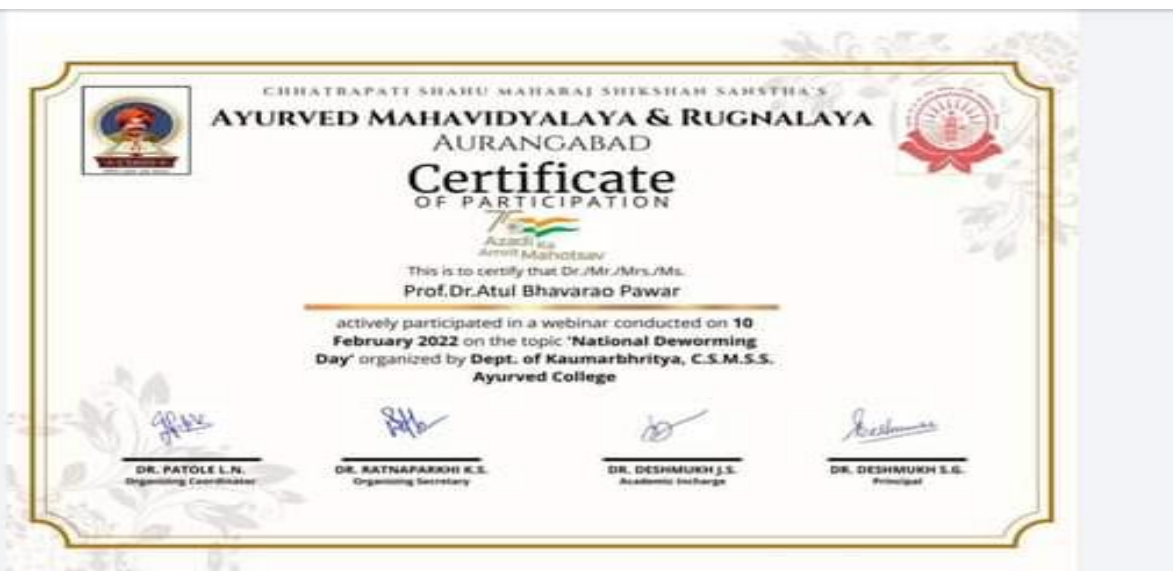 CHHATRAPATI SHAHU MAHARAJ SHIKSHAN SANSTHA'S
AYURVED MAHAVIDYALAYA & RUGNALAYA
AURANGABAD
Certificate
OF PARTICIPATION
75
Azadi Ka
Amrit Mahotsav
This is to certify that Dr./Mr./Mrs./Ms.
Prof.Dr.Atul Bhavarao Pawar
actively participated in a webinar conducted on 10
February 2022 on the topic 'National Deworming
Day' organized by Dept. of Kaumarbhritya, C.S.M.S.S.
Ayurved College
DR. PATOLE L.N.
Organising Coordinator
DR. RATNAPARKHI K.S.
Organising Secretary
DR. DESHMUKH J.S.
Academic Incharge
DR. DESHMUKH S.G.
Principal